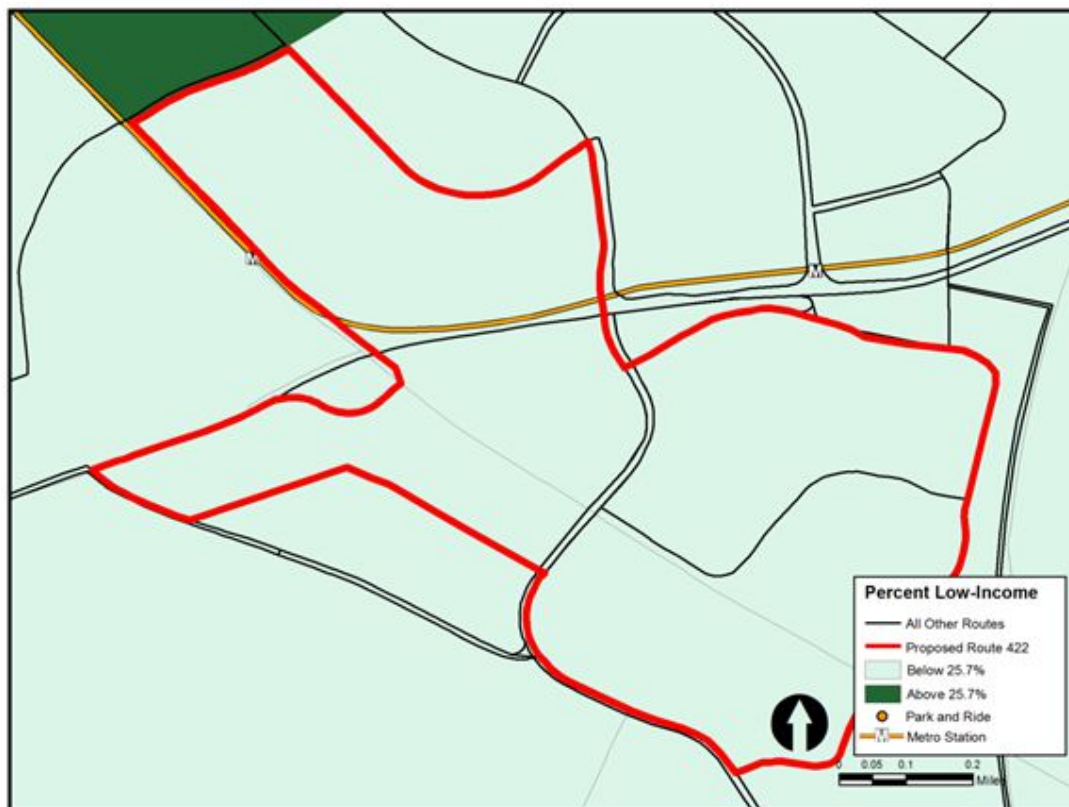 M
M
Percent Low-Income
All Other Routes
Proposed Route 422
Below 25.7%
Above 25.7%
Park and Ride
M Metro Station
0 0.05 0.1 0.2
Miles